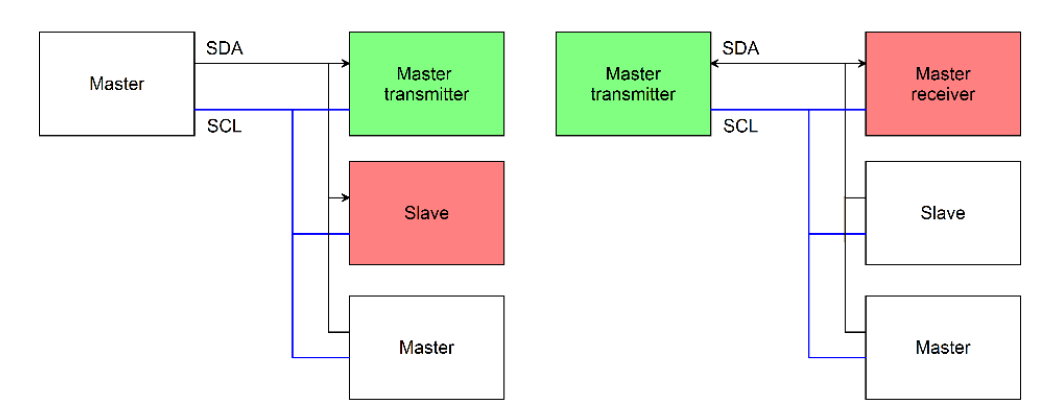 SDA
Master
Master
transmitter
SCL
Slave
Master
SDA
Master
transmitter
Master
receiver
SCL
Slave
Master